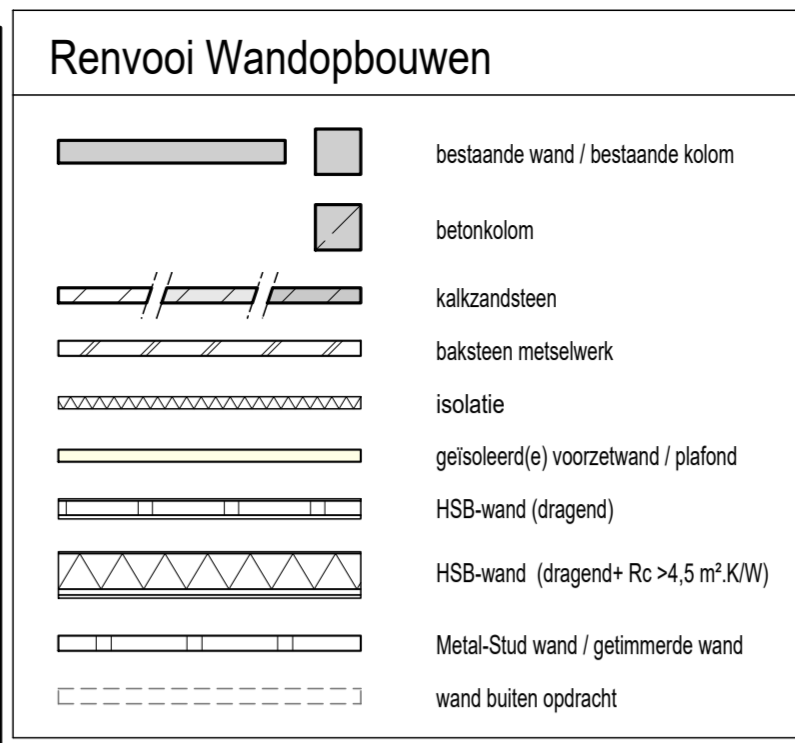 Renvooi Wandopbouwen
bestaande wand / bestaande kolom
betonkolom
kalkzandsteen
baksteen metselwerk
isolatie
geïsoleerd(e) voorzetwand / plafond
HSB-wand (dragend)
HSB-wand (dragend+ Rc >4,5 m².K/W)
Metal-Stud wand / getimmerde wand
wand buiten opdracht